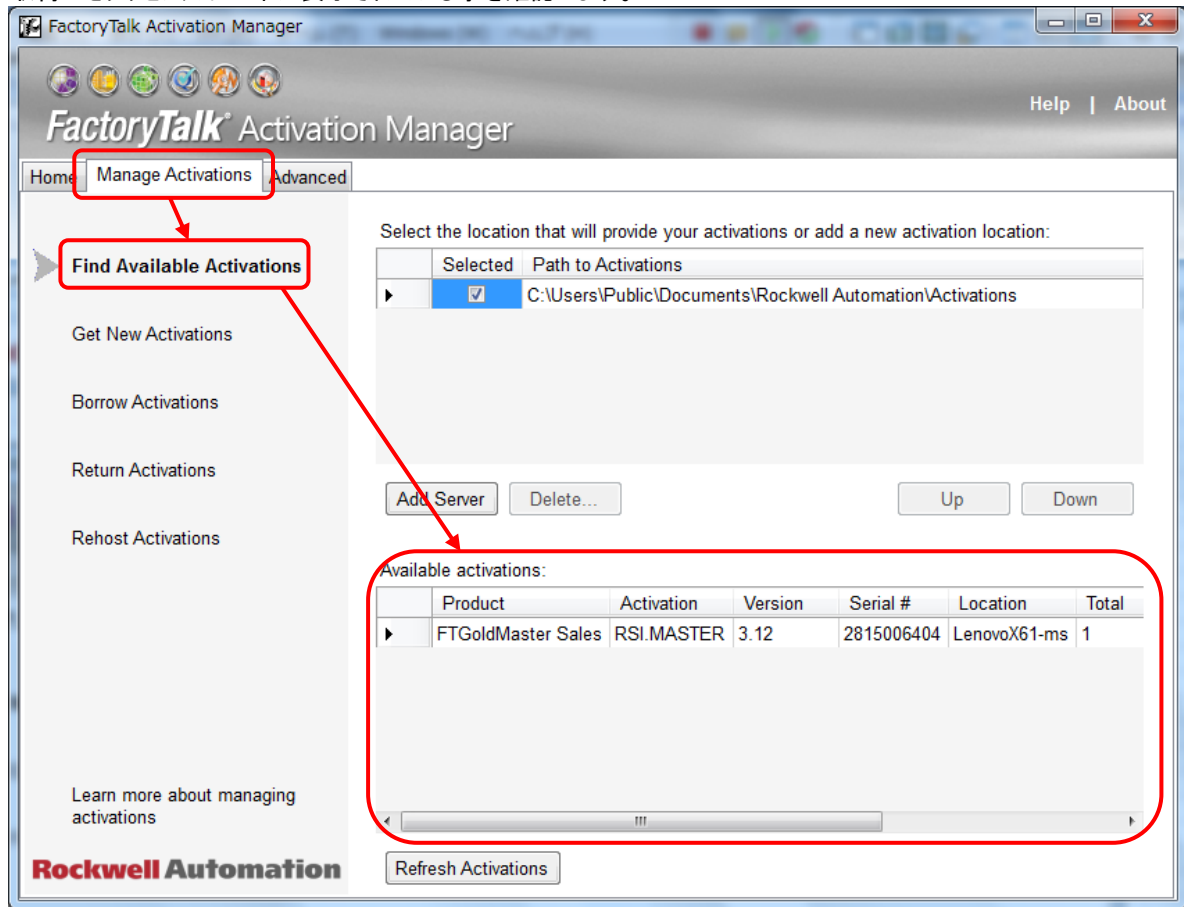 FactoryTalk Activation Manager
Help | About
FactoryTalk Activation Manager
Home Manage Activations Advanced
Find Available Activations
Get New Activations
Borrow Activations
Return Activations
Rehost Activations
Learn more about managing
activations
Rockwell Automation
Select the location that will provide your activations or add a new activation location:
Selected Path to Activations
C:\Users\Public\Documents\Rockwell Automation\Activations
Add Server Delete... Up Down
Available activations:
Product Activation Version Serial # Location Total
FTGoldMaster Sales RSI.MASTER 3.12 2815006404 LenovoX61-ms 1
Refresh Activations